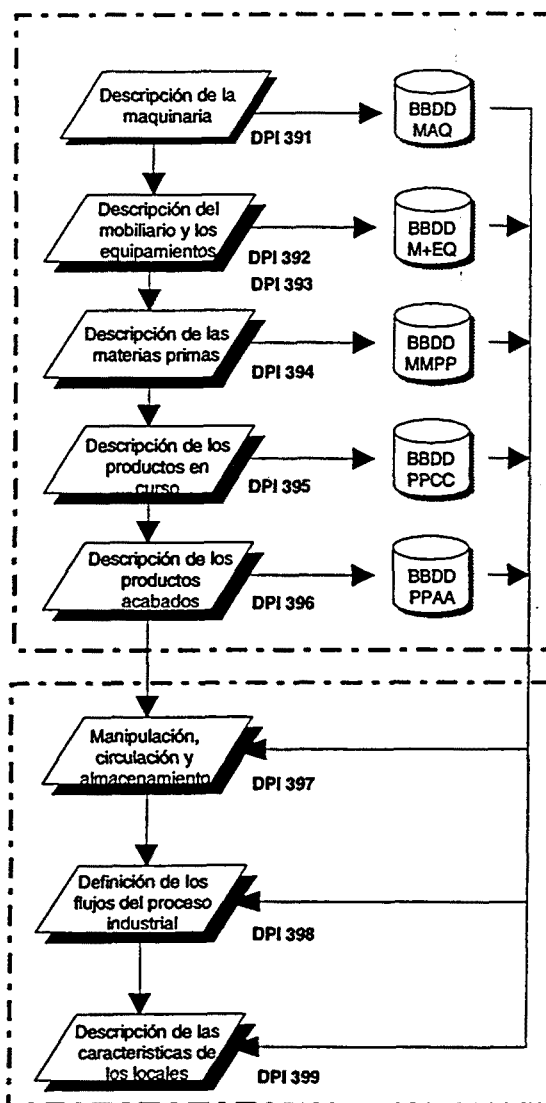 Descripción de la
maquinaria
DPI 391
BBDD
MAQ
Descripción del
mobiliario y los
equipamientos
DPI 392
DPI 393
BBDD
M+EQ
Descripción de las
materias primas
DPI 394
BBDD
MMPP
Descripción de los
productos en
curso
DPI 395
BBDD
PPCC
Descripción de los
productos
acabados
DPI 396
BBDD
PPAA
Manipulación,
circulación y
almacenamiento
DPI 397
Definición de los
flujos del proceso
industrial
DPI 398
Descripción de las
caracteristicas de
los locales
DPI 399